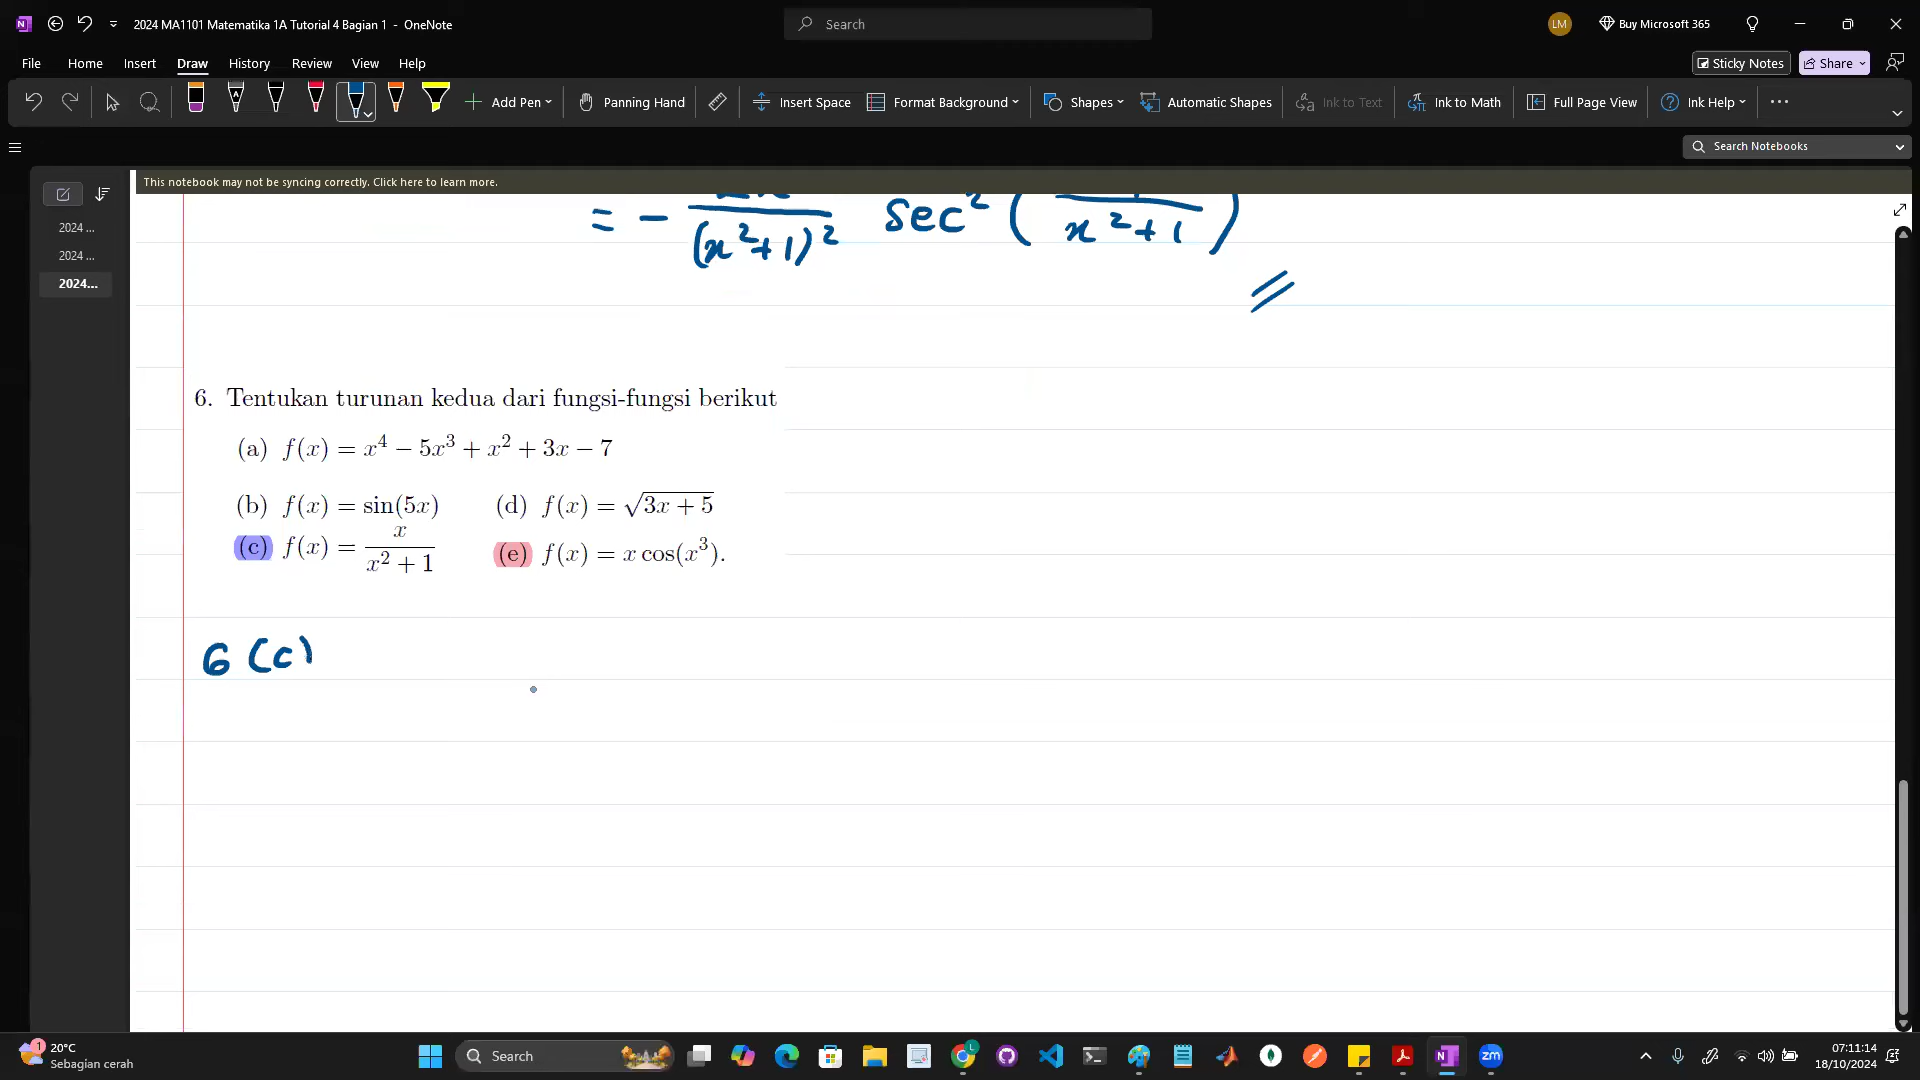 2024 MA1101 Matematika 1A Tutorial 4 Bagian 1 - OneNote
Search
LM
Buy Microsoft 365
File Home Insert Draw History Review View Help
Sticky Notes
Share
Add Pen
Panning Hand
Insert Space
Format Background
Shapes
Automatic Shapes
Ink to Text
Ink to Math
Full Page View
Ink Help
Search Notebooks
This notebook may not be syncing correctly. Click here to learn more.
2024 ...
2024 ...
2024...
= - / (x²+1)² sec² ( / x²+1 )
6. Tentukan turunan kedua dari fungsi-fungsi berikut
(a) f(x) = x⁴ − 5x³ + x² + 3x − 7
(b) f(x) = sin(5x) (d) f(x) = √(3x + 5)
(c) f(x) = x / (x² + 1) (e) f(x) = x cos(x³).
6 (c)
1
20°C
Sebagian cerah
Search
L
zm
07:11:14
18/10/2024